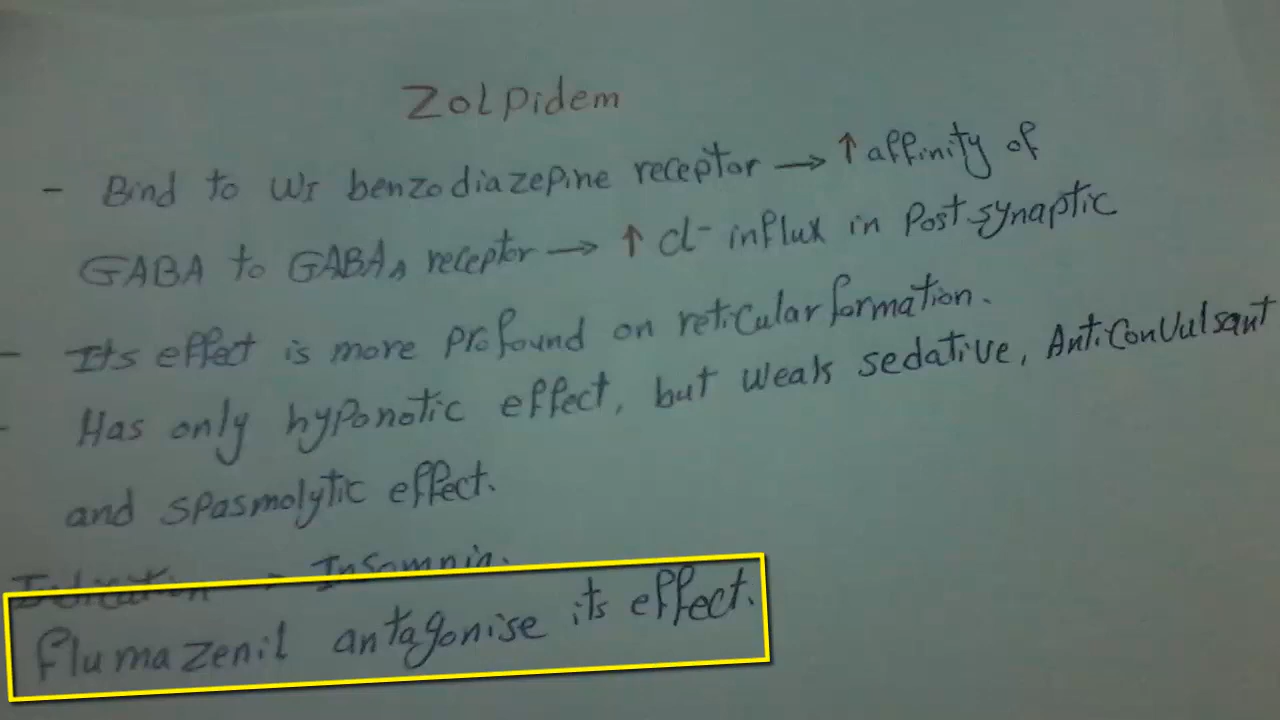 Zolpidem
- Bind to W1 benzodiazepine receptor → ↑ affinity of
GABA to GABAA receptor → ↑ cl- influx in Postsynaptic
- Its effect is more profound on reticular formation.
- Has only hyponotic effect, but weak sedative, Anticonvulsant
and spasmolytic effect.
Indication → Insomnia.
flumazenil antagonise its effect.